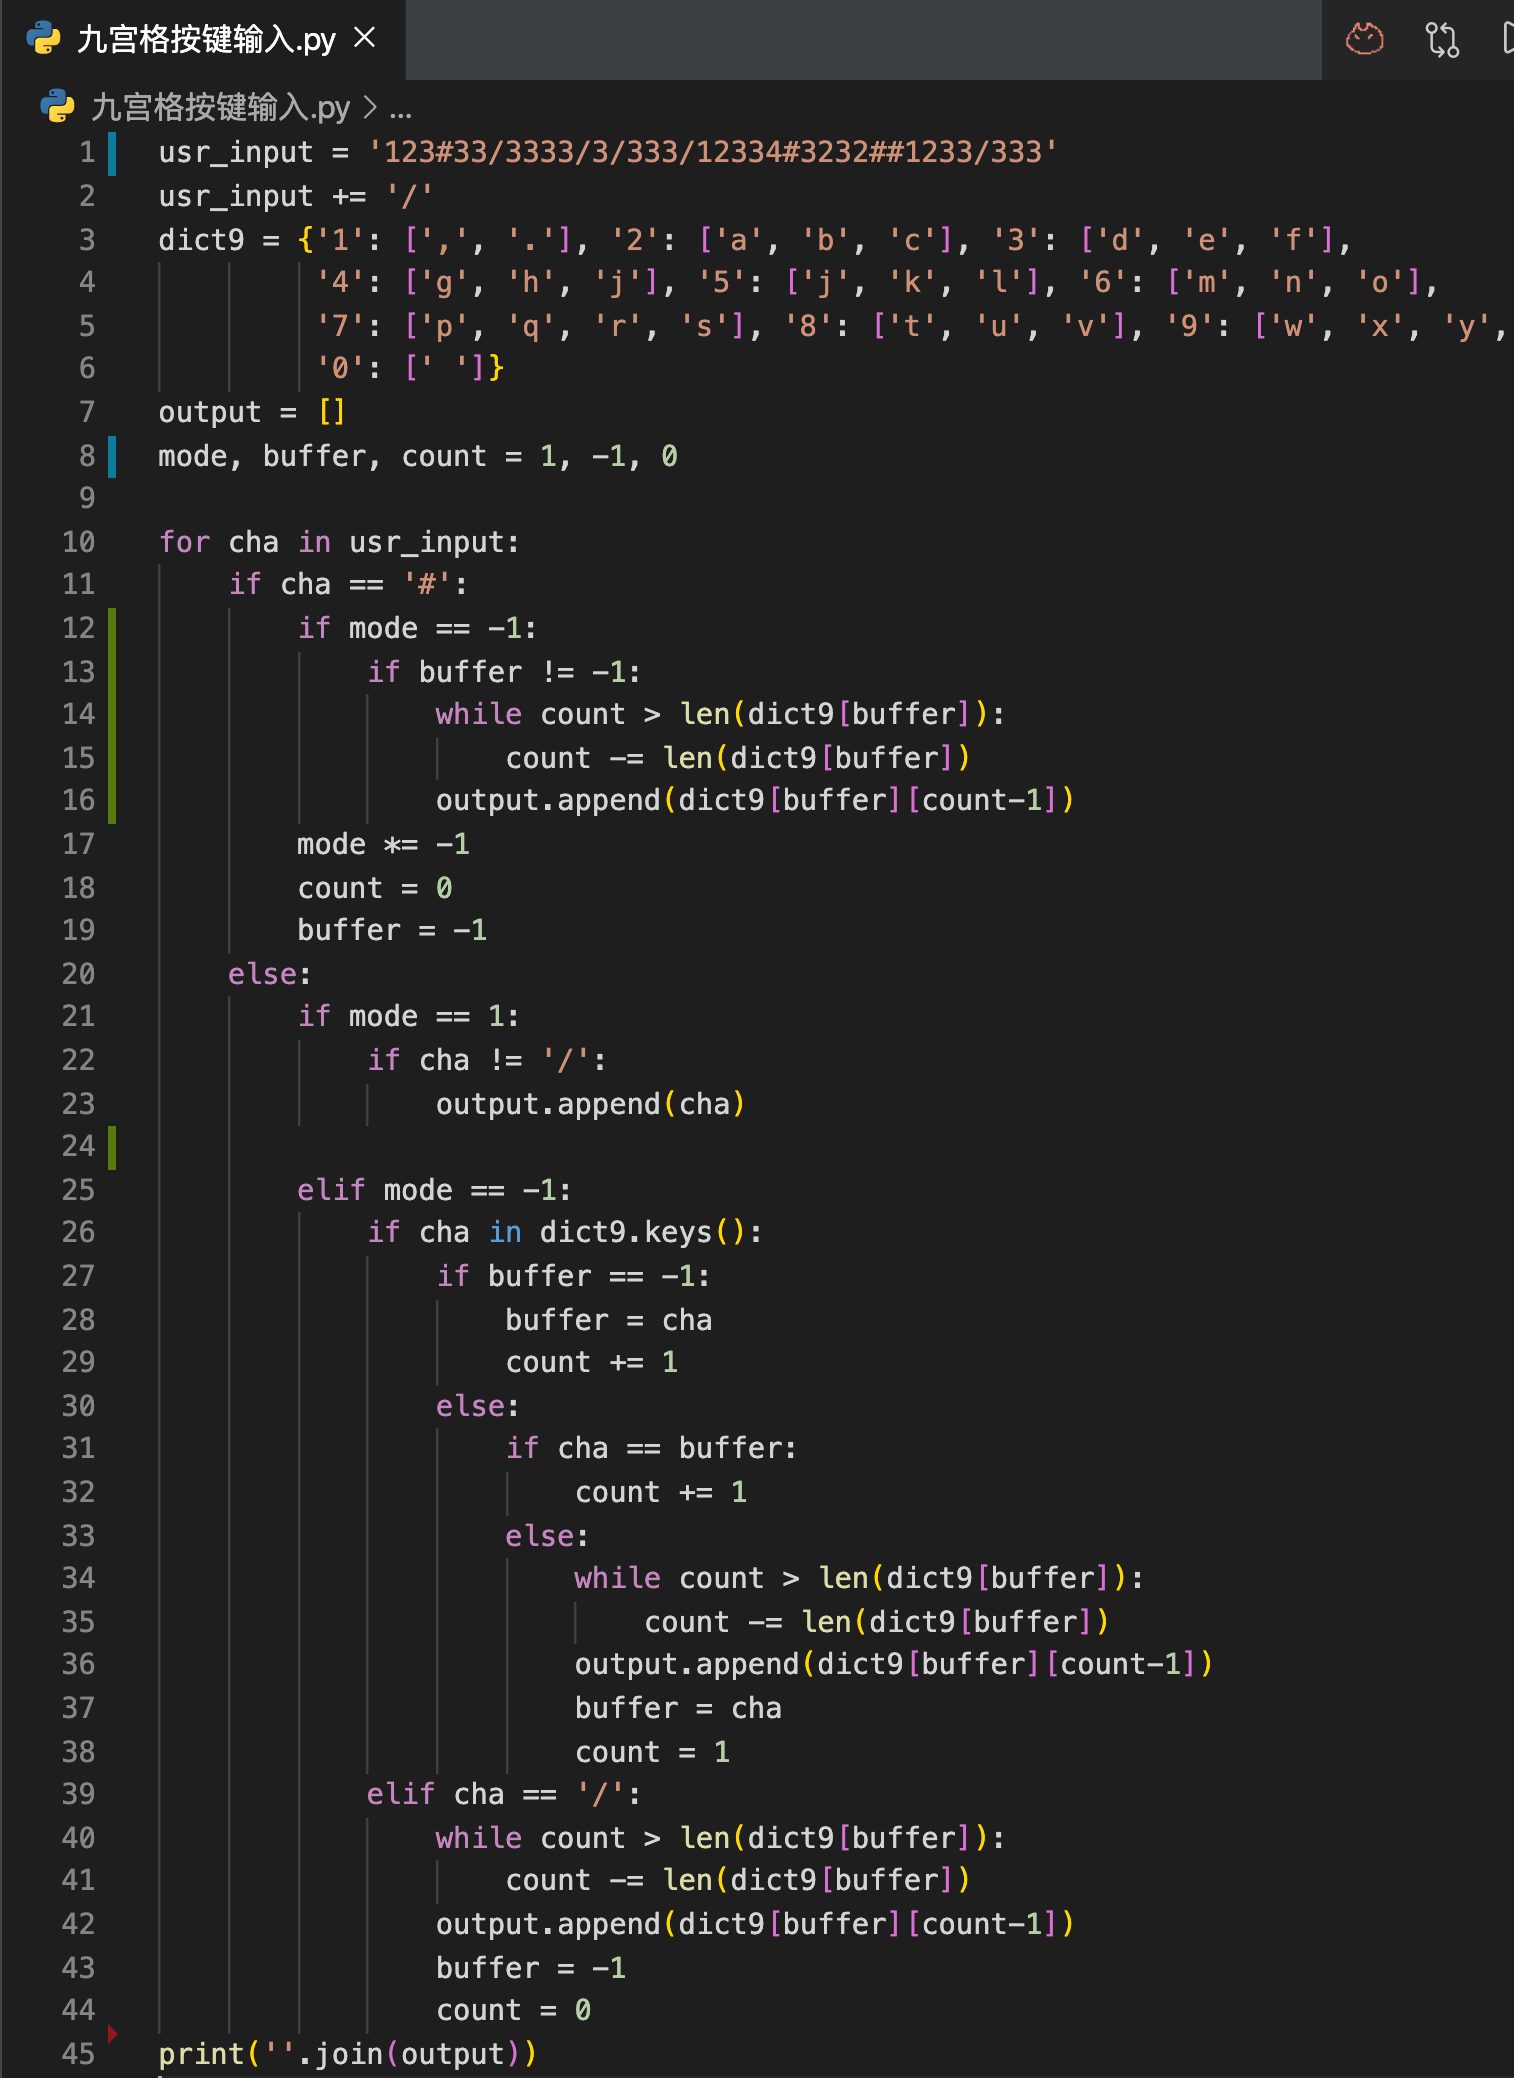 九宫格按键输入.py
九宫格按键输入.py > ...
1 usr_input = '123#33/3333/3/333/12334#3232##1233/333'
2 usr_input += '/'
3 dict9 = {'1': [',', '.'], '2': ['a', 'b', 'c'], '3': ['d', 'e', 'f'],
4 '4': ['g', 'h', 'j'], '5': ['j', 'k', 'l'], '6': ['m', 'n', 'o'],
5 '7': ['p', 'q', 'r', 's'], '8': ['t', 'u', 'v'], '9': ['w', 'x', 'y',
6 '0': [' ']}
7 output = []
8 mode, buffer, count = 1, -1, 0
9
10 for cha in usr_input:
11 if cha == '#':
12 if mode == -1:
13 if buffer != -1:
14 while count > len(dict9[buffer]):
15 count -= len(dict9[buffer])
16 output.append(dict9[buffer][count-1])
17 mode *= -1
18 count = 0
19 buffer = -1
20 else:
21 if mode == 1:
22 if cha != '/':
23 output.append(cha)
24
25 elif mode == -1:
26 if cha in dict9.keys():
27 if buffer == -1:
28 buffer = cha
29 count += 1
30 else:
31 if cha == buffer:
32 count += 1
33 else:
34 while count > len(dict9[buffer]):
35 count -= len(dict9[buffer])
36 output.append(dict9[buffer][count-1])
37 buffer = cha
38 count = 1
39 elif cha == '/':
40 while count > len(dict9[buffer]):
41 count -= len(dict9[buffer])
42 output.append(dict9[buffer][count-1])
43 buffer = -1
44 count = 0
45 print(''.join(output))